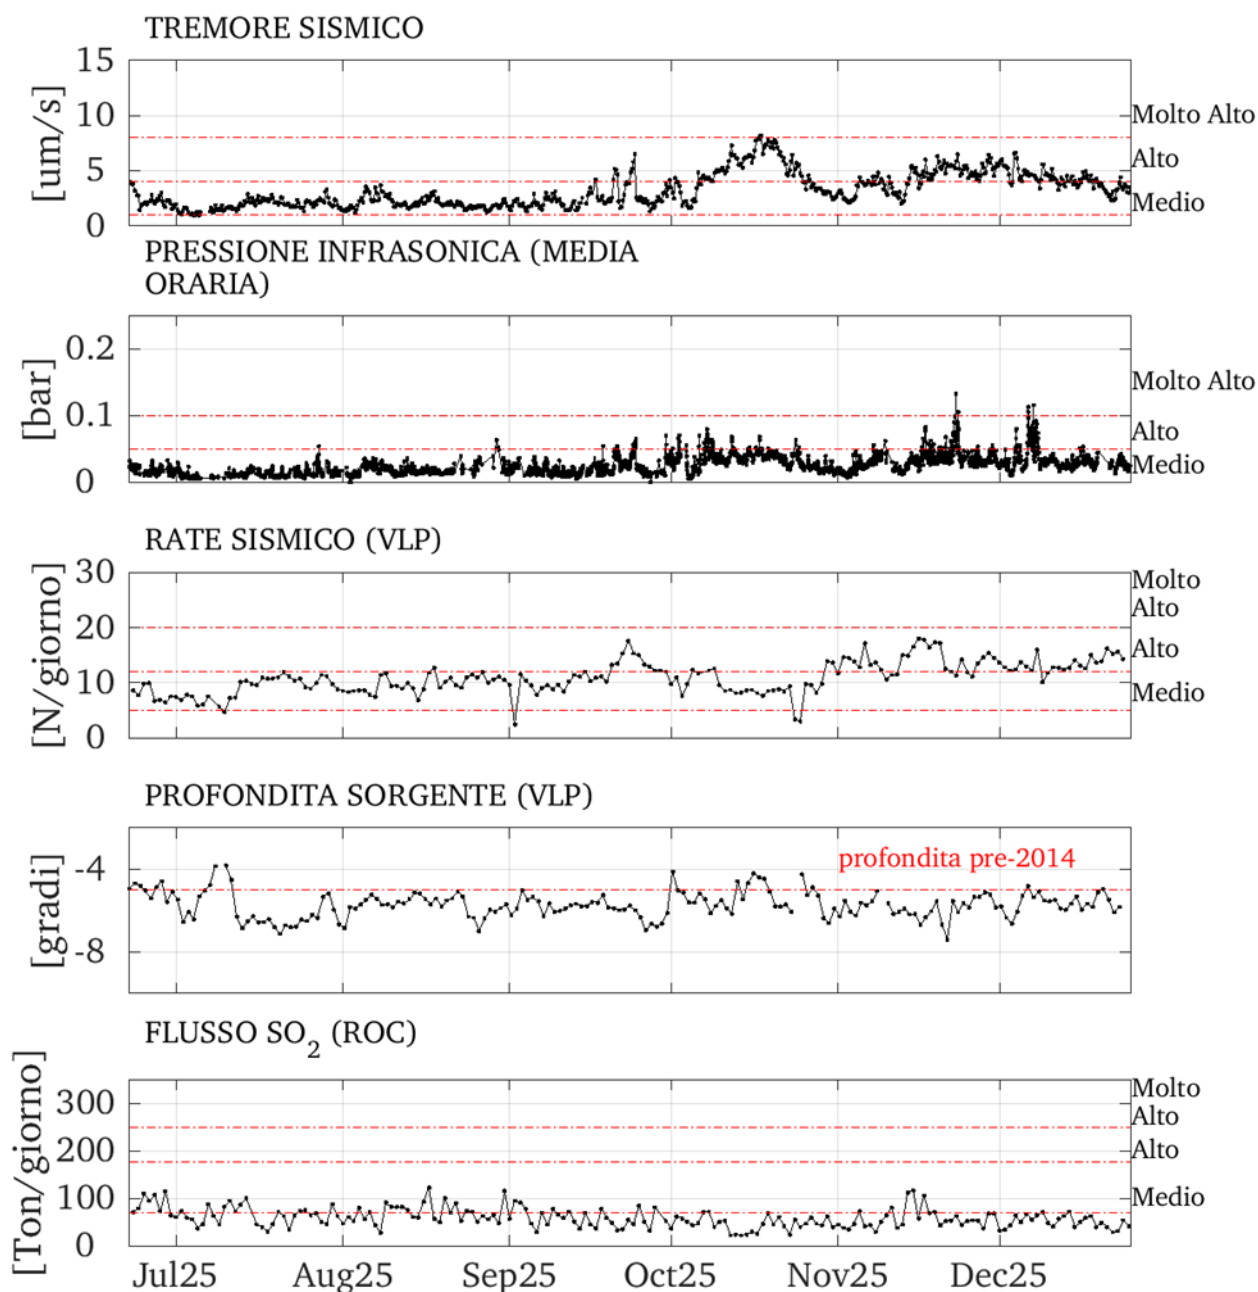 TREMORE SISMICO
15
10
5
0
[um/s]
Molto Alto
Alto
Medio
PRESSIONE INFRASONICA (MEDIA
ORARIA)
0.2
0.1
0
[bar]
Molto Alto
Alto
Medio
RATE SISMICO (VLP)
30
20
10
0
[N/giorno]
Molto
Alto
Alto
Medio
PROFONDITA SORGENTE (VLP)
-4
-8
[gradi]
profondita pre-2014
FLUSSO SO₂ (ROC)
300
200
100
0
[Ton/giorno]
Molto
Alto
Alto
Medio
Jul25 Aug25 Sep25 Oct25 Nov25 Dec25